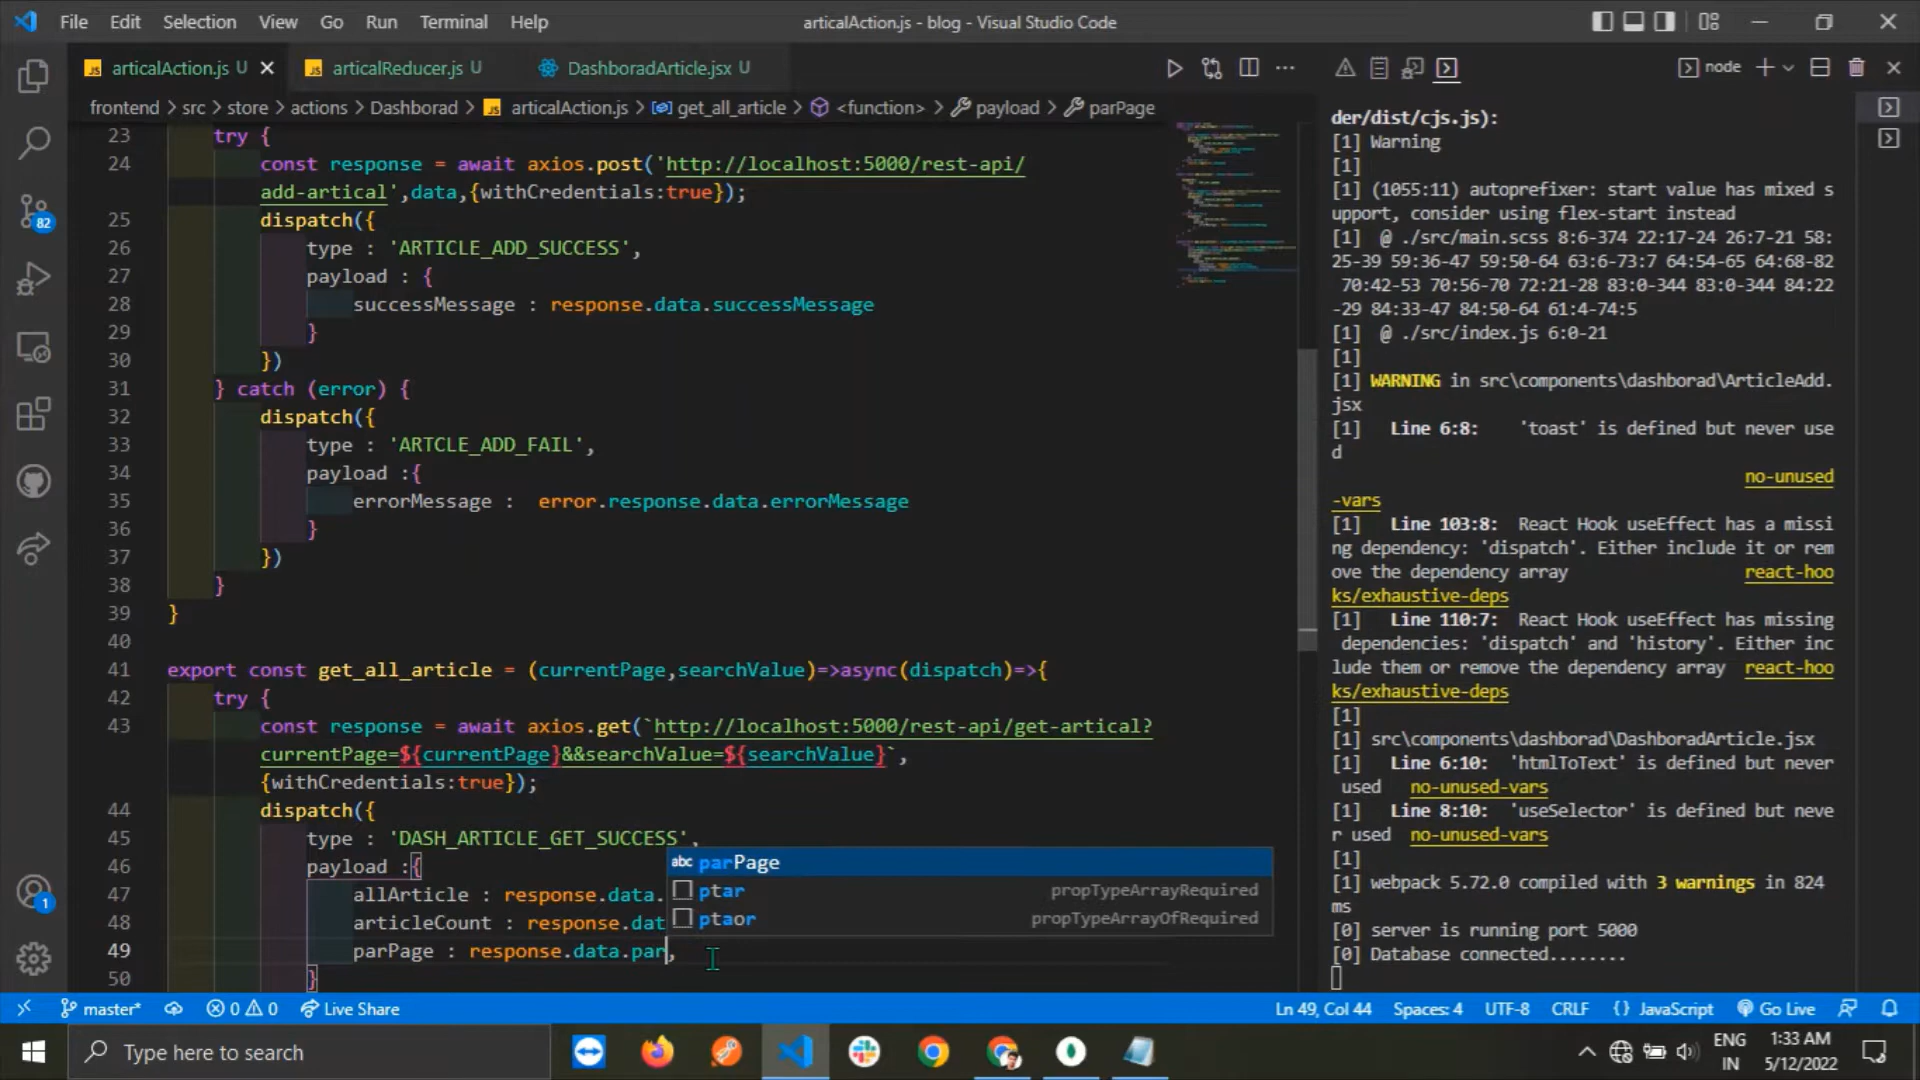 File Edit Selection View Go Run Terminal Help
articalAction.js - blog - Visual Studio Code
JS articalAction.js U
JS articalReducer.js U
DashboradArticle.jsx U
node
frontend > src > store > actions > Dashborad > JS articalAction.js > get_all_article > <function> > payload > parPage
23 try {
24 const response = await axios.post('http://localhost:5000/rest-api/
add-artical',data,{withCredentials:true});
25 dispatch({
26 type : 'ARTICLE_ADD_SUCCESS',
27 payload : {
28 successMessage : response.data.successMessage
29 }
30 })
31 } catch (error) {
32 dispatch({
33 type : 'ARTCLE_ADD_FAIL',
34 payload :{
35 errorMessage :  error.response.data.errorMessage
36 }
37 })
38 }
39 }
40
41 export const get_all_article = (currentPage,searchValue)=>async(dispatch)=>{
42 try {
43 const response = await axios.get(`http://localhost:5000/rest-api/get-artical?
currentPage=${currentPage}&&searchValue=${searchValue}`,
{withCredentials:true});
44 dispatch({
45 type : 'DASH_ARTICLE_GET_SUCCESS',
46 payload :{
47 allArticle : response.data.
48 articleCount : response.dat
49 parPage : response.data.par,
50 }
abc parPage
ptar propTypeArrayRequired
ptaor propTypeArrayOfRequired
der/dist/cjs.js):
[1] Warning
[1]
[1] (1055:11) autoprefixer: start value has mixed s
upport, consider using flex-start instead
[1]  @ ./src/main.scss 8:6-374 22:17-24 26:7-21 58:
25-39 59:36-47 59:50-64 63:6-73:7 64:54-65 64:68-82
70:42-53 70:56-70 72:21-28 83:0-344 83:0-344 84:22
-29 84:33-47 84:50-64 61:4-74:5
[1]  @ ./src/index.js 6:0-21
[1]
[1] WARNING in src\components\dashborad\ArticleAdd.
jsx
[1]   Line 6:8:   'toast' is defined but never use
d
no-unused
-vars
[1]   Line 103:8:  React Hook useEffect has a missi
ng dependency: 'dispatch'. Either include it or rem
ove the dependency array react-hoo
ks/exhaustive-deps
[1]   Line 110:7:  React Hook useEffect has missing
dependencies: 'dispatch' and 'history'. Either inc
lude them or remove the dependency array react-hoo
ks/exhaustive-deps
[1]
[1] src\components\dashborad\DashboradArticle.jsx
[1]   Line 6:10:  'htmlToText' is defined but never
used   no-unused-vars
[1]   Line 8:10:  'useSelector' is defined but neve
r used  no-unused-vars
[1]
[1] webpack 5.72.0 compiled with 3 warnings in 824
ms
[0] server is running port 5000
[0] Database connected........
82
1
master*
0 0
Live Share
Ln 49, Col 44 Spaces: 4 UTF-8 CRLF {} JavaScript Go Live
Type here to search
ENG
IN
1:33 AM
5/12/2022